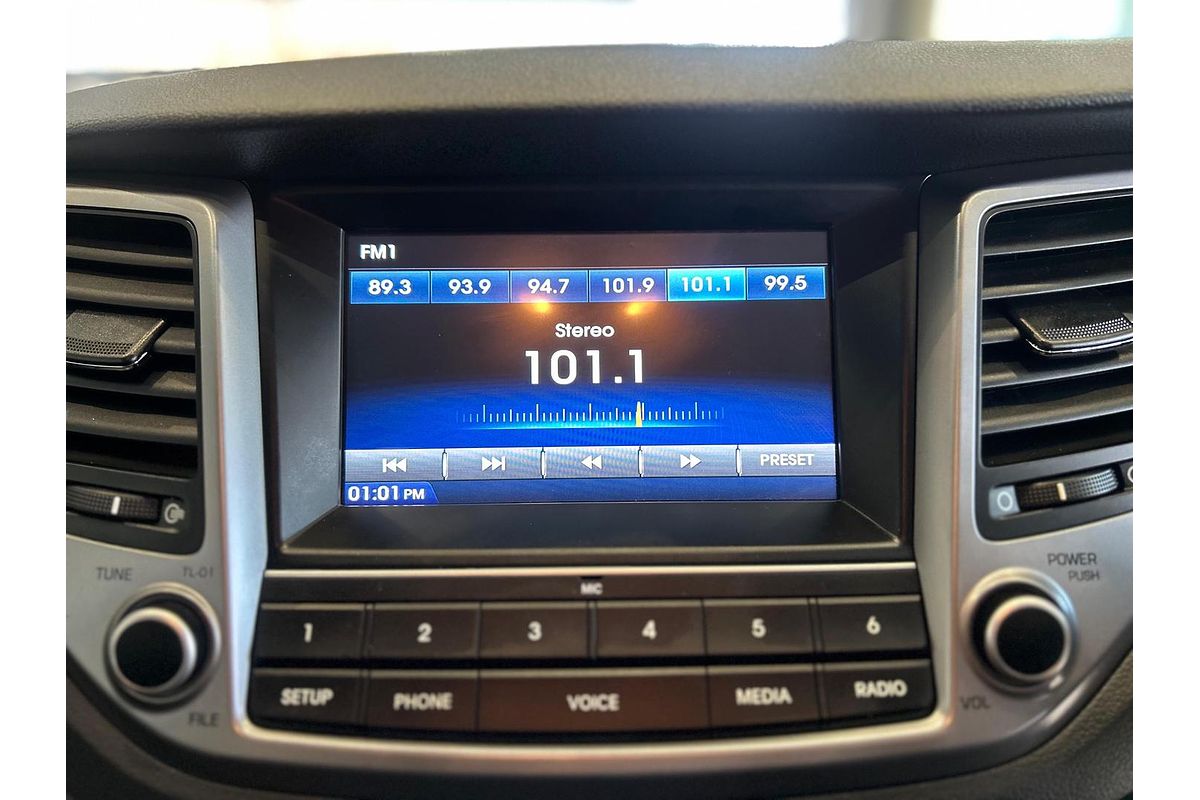 FM1
89.3 93.9 94.7 101.9 101.1 99.5
Stereo
101.1
PRESET
01:01 PM
TUNE TL-01
MIC
POWER
PUSH
1 2 3 4 5 6
SETUP PHONE VOICE MEDIA RADIO
FILE
VOL